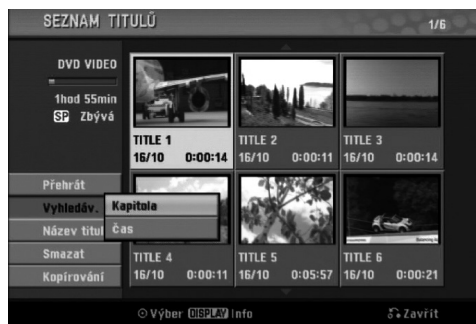 SEZNAM TITULŮ
1/6
DVD VIDEO
1hod 55min
SP Zbývá
TITLE 1
16/10 0:00:14
TITLE 2
16/10 0:00:11
TITLE 3
16/10 0:00:14
Přehrát
Vyhledáv.
Kapitola
čas
Název titul
Smazat
Kopírování
TITLE 4
16/10 0:00:11
TITLE 5
16/10 0:05:57
TITLE 6
16/10 0:00:21
Výber DISPLAY Info
Zavřít